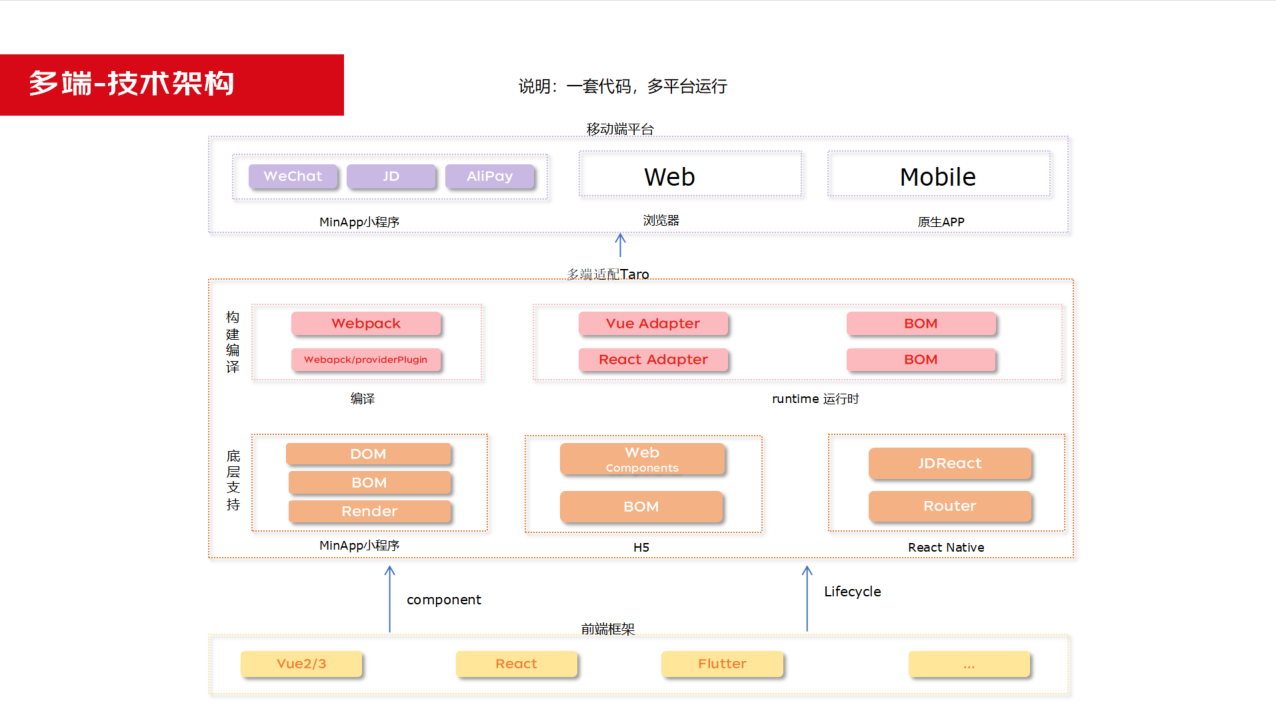 多端-技术架构
说明：一套代码，多平台运行
移动端平台
WeChat JD AliPay
Web
Mobile
MinApp小程序
浏览器
原生APP
多端适配Taro
构建编译
Webpack
Vue Adapter
BOM
Webapck/providerPlugin
React Adapter
BOM
编译
runtime 运行时
底层支持
DOM
BOM
Render
Web
Components
BOM
JDReact
Router
MinApp小程序
H5
React Native
component
Lifecycle
前端框架
Vue2/3
React
Flutter
...